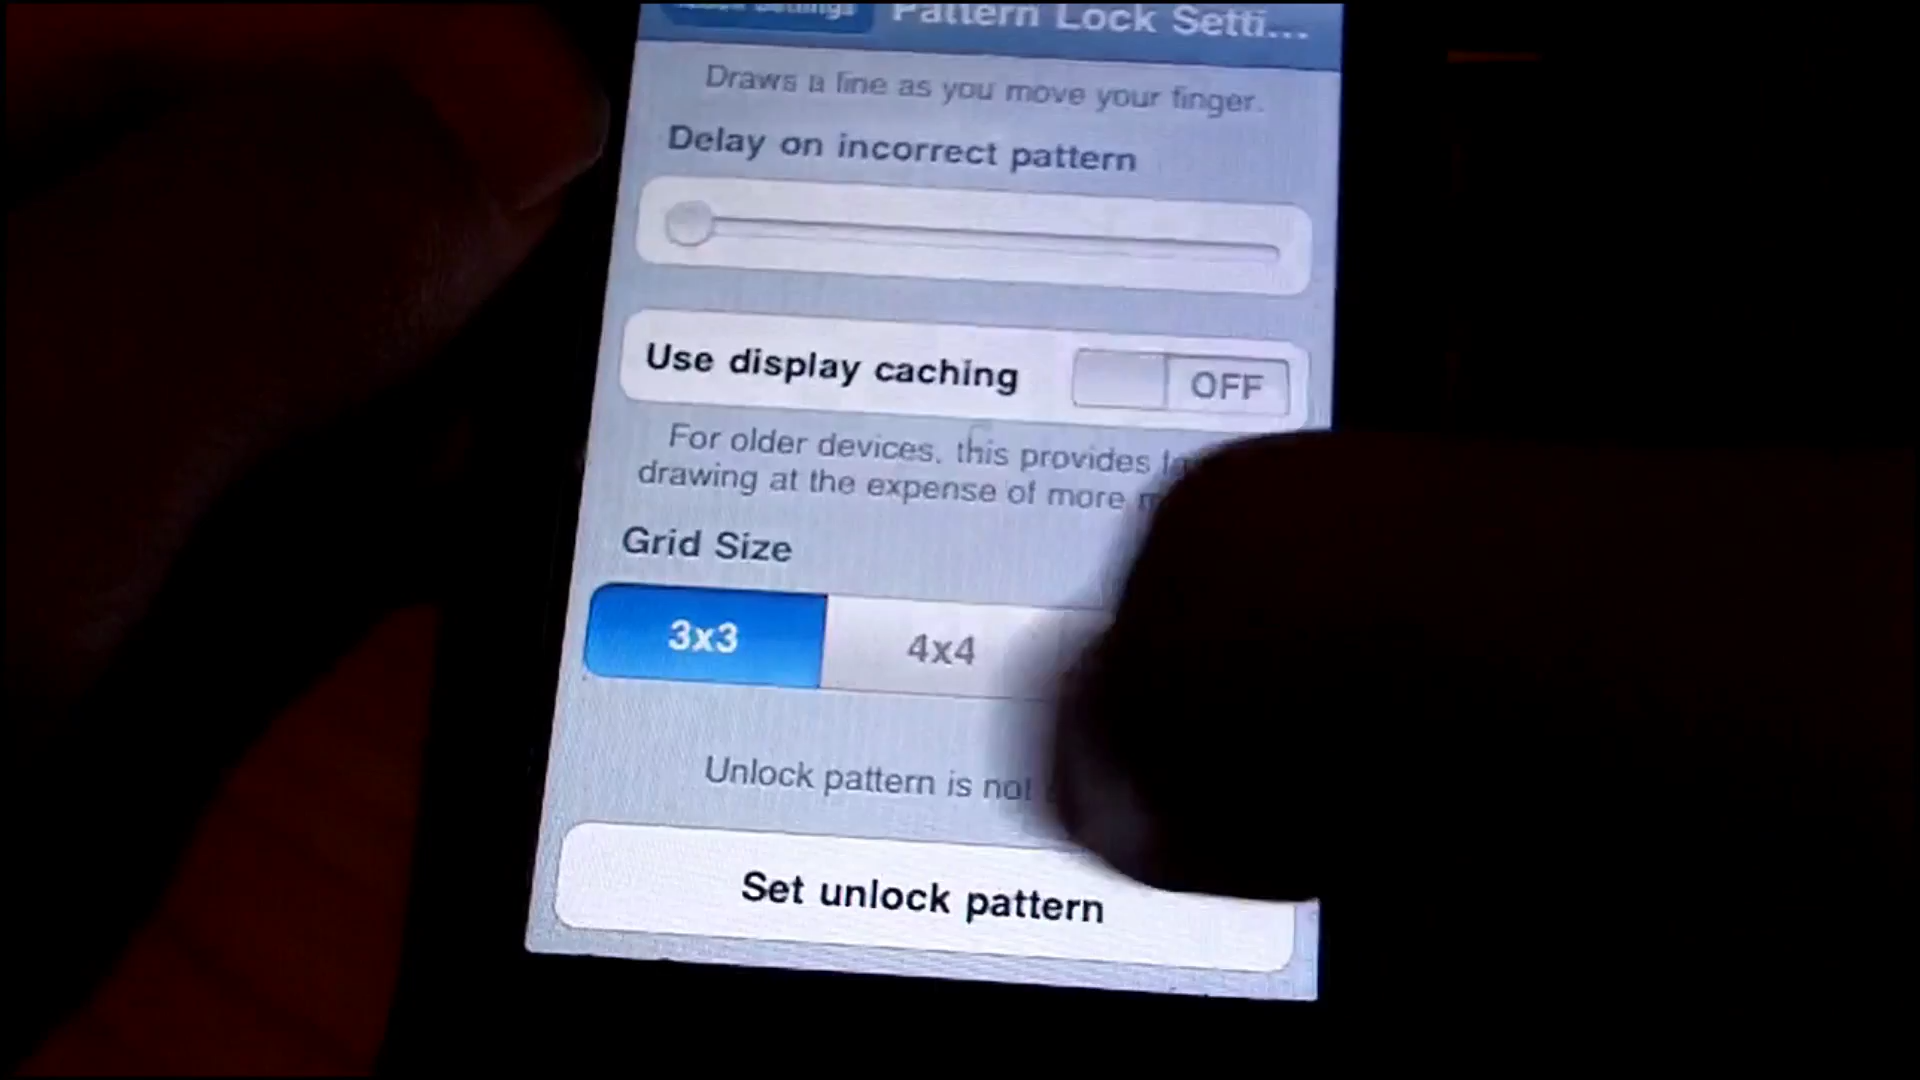 Settings
Pattern Lock Setti...
Draws a line as you move your finger.
Delay on incorrect pattern
Use display caching
OFF
For older devices, this provides
drawing at the expense of more
Grid Size
3x3
4x4
Unlock pattern is not
Set unlock pattern